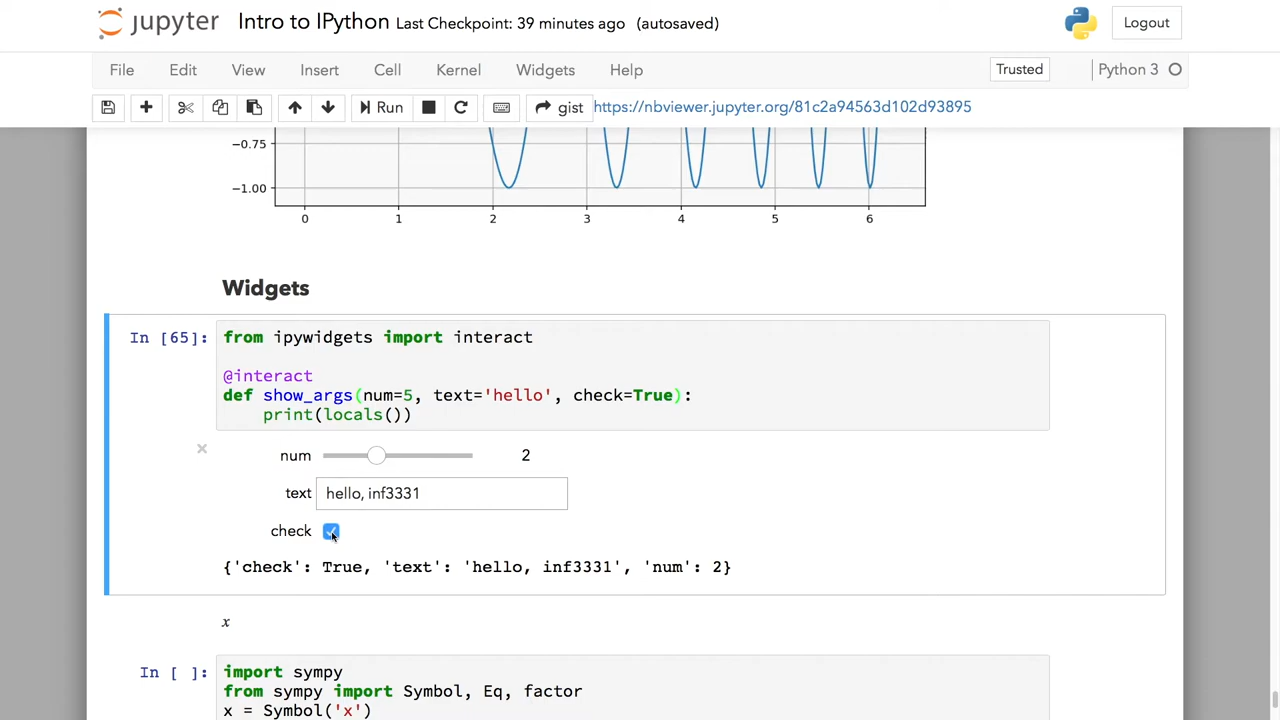 jupyter Intro to IPython Last Checkpoint: 39 minutes ago (autosaved) Logout
File Edit View Insert Cell Kernel Widgets Help Trusted Python 3
Run gist https://nbviewer.jupyter.org/81c2a94563d102d93895
−0.75
−1.00
0 1 2 3 4 5 6
Widgets
In [65]: from ipywidgets import interact
@interact
def show_args(num=5, text='hello', check=True):
print(locals())
num 2
text hello, inf3331
check
{'check': True, 'text': 'hello, inf3331', 'num': 2}
x
In [ ]: import sympy
from sympy import Symbol, Eq, factor
x = Symbol('x')